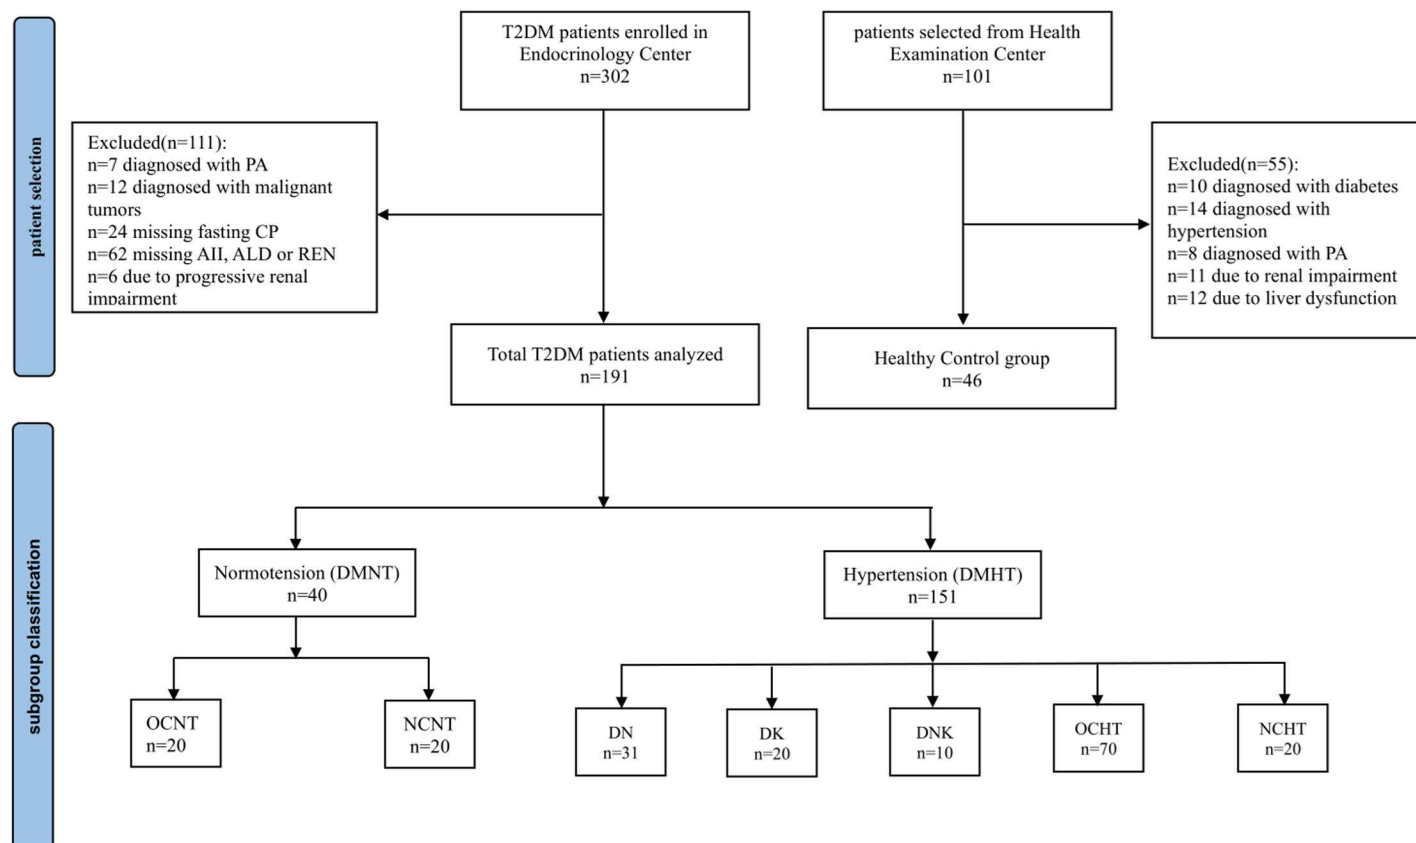 patient selection
T2DM patients enrolled in
Endocrinology Center
n=302
patients selected from Health
Examination Center
n=101
Excluded(n=111):
n=7 diagnosed with PA
n=12 diagnosed with malignant
tumors
n=24 missing fasting CP
n=62 missing AII, ALD or REN
n=6 due to progressive renal
impairment
Excluded(n=55):
n=10 diagnosed with diabetes
n=14 diagnosed with
hypertension
n=8 diagnosed with PA
n=11 due to renal impairment
n=12 due to liver dysfunction
Total T2DM patients analyzed
n=191
Healthy Control group
n=46
subgroup classification
Normotension (DMNT)
n=40
Hypertension (DMHT)
n=151
OCNT
n=20
NCNT
n=20
DN
n=31
DK
n=20
DNK
n=10
OCHT
n=70
NCHT
n=20